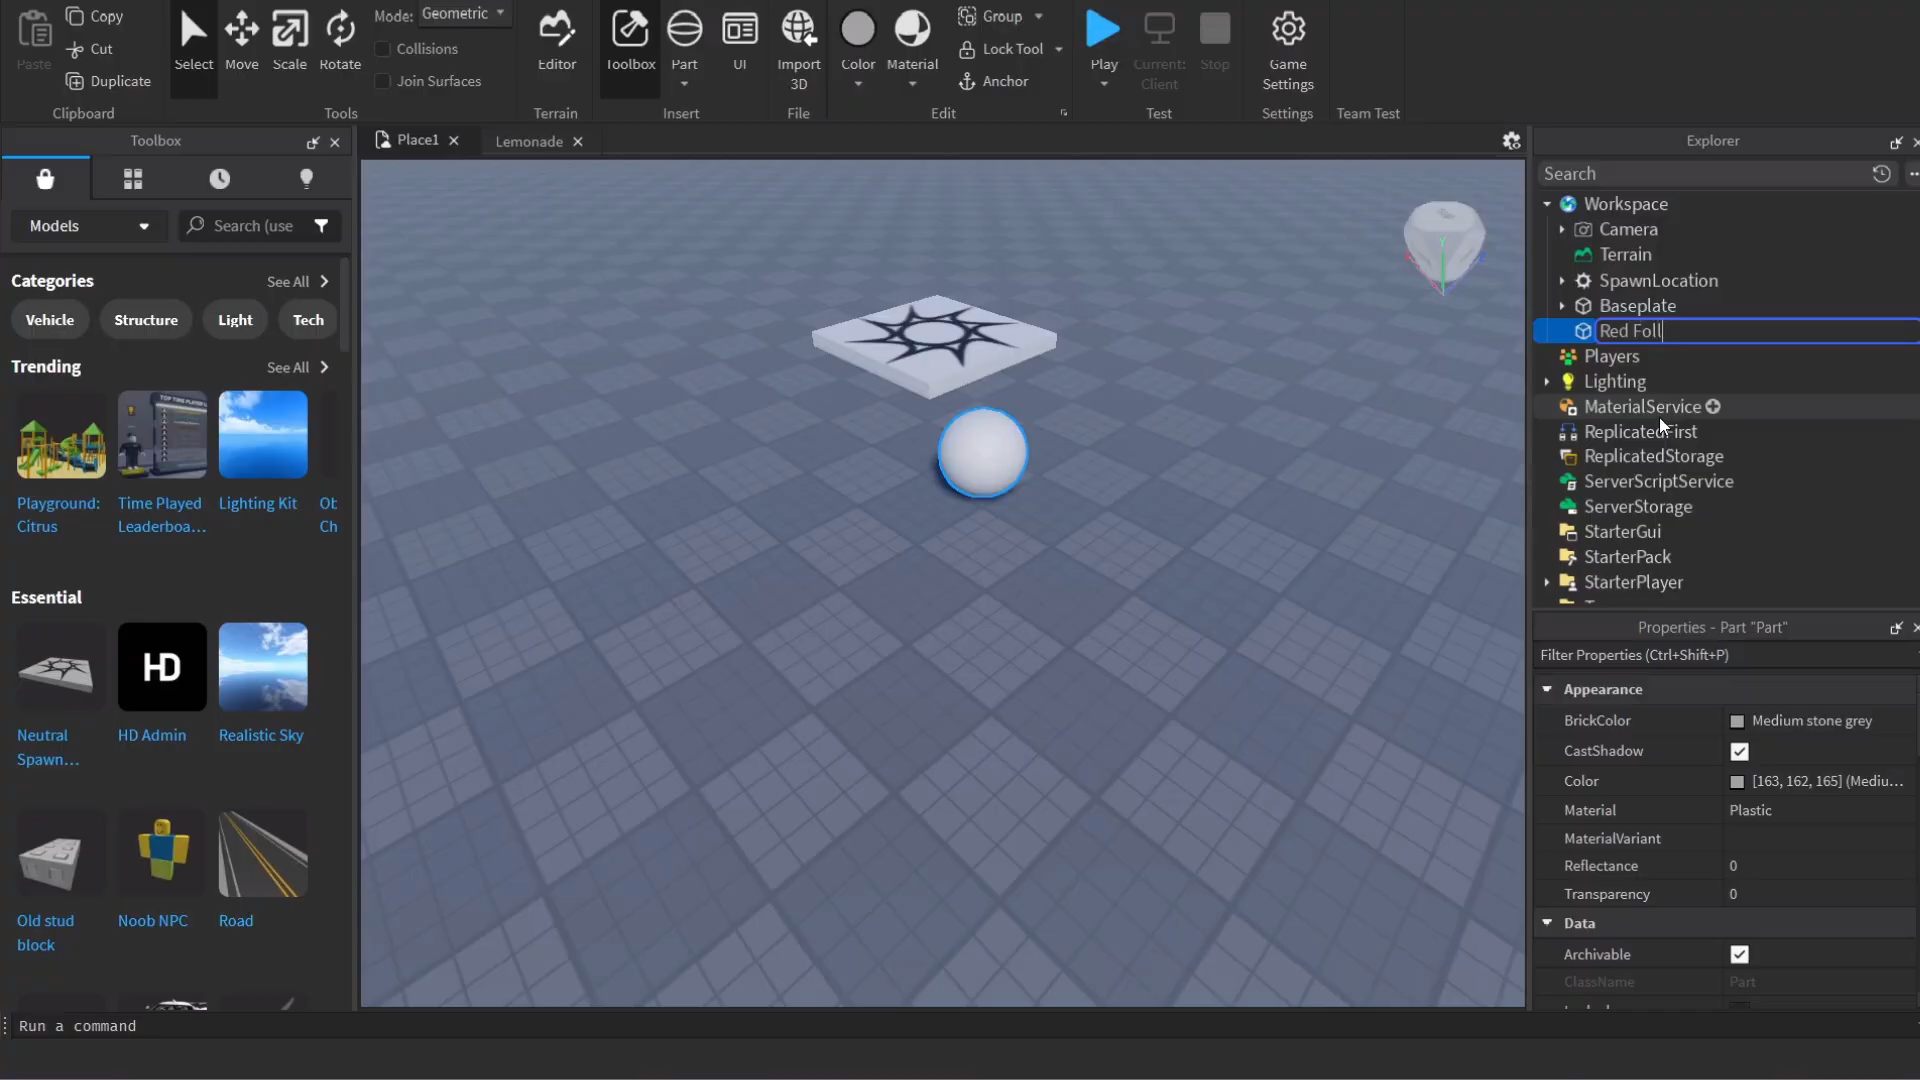 Paste
Copy
Cut
Duplicate
Clipboard
Select
Move
Scale
Rotate
Mode: Geometric
Collisions
Join Surfaces
Tools
Editor
Terrain
Toolbox
Part
UI
Insert
Import
3D
File
Color
Material
Group
Lock Tool
Anchor
Edit
Play
Current:
Client
Stop
Test
Game
Settings
Settings
Team Test
Toolbox
Place1
Lemonade
Explorer
Models
Search (use
Categories
See All
Vehicle
Structure
Light
Tech
Trending
See All
TOP TIME PLAYED
Playground:
Citrus
Time Played
Leaderboa...
Lighting Kit
Ob
Ch
Essential
HD
Neutral
Spawn...
HD Admin
Realistic Sky
Old stud
block
Noob NPC
Road
Search
Workspace
Camera
Terrain
SpawnLocation
Baseplate
Red Foll
Players
Lighting
MaterialService
ReplicatedFirst
ReplicatedStorage
ServerScriptService
ServerStorage
StarterGui
StarterPack
StarterPlayer
Properties - Part "Part"
Filter Properties (Ctrl+Shift+P)
Appearance
BrickColor Medium stone grey
CastShadow
Color [163, 162, 165] (Mediu...
Material Plastic
MaterialVariant
Reflectance 0
Transparency 0
Data
Archivable
ClassName Part
Y
Run a command